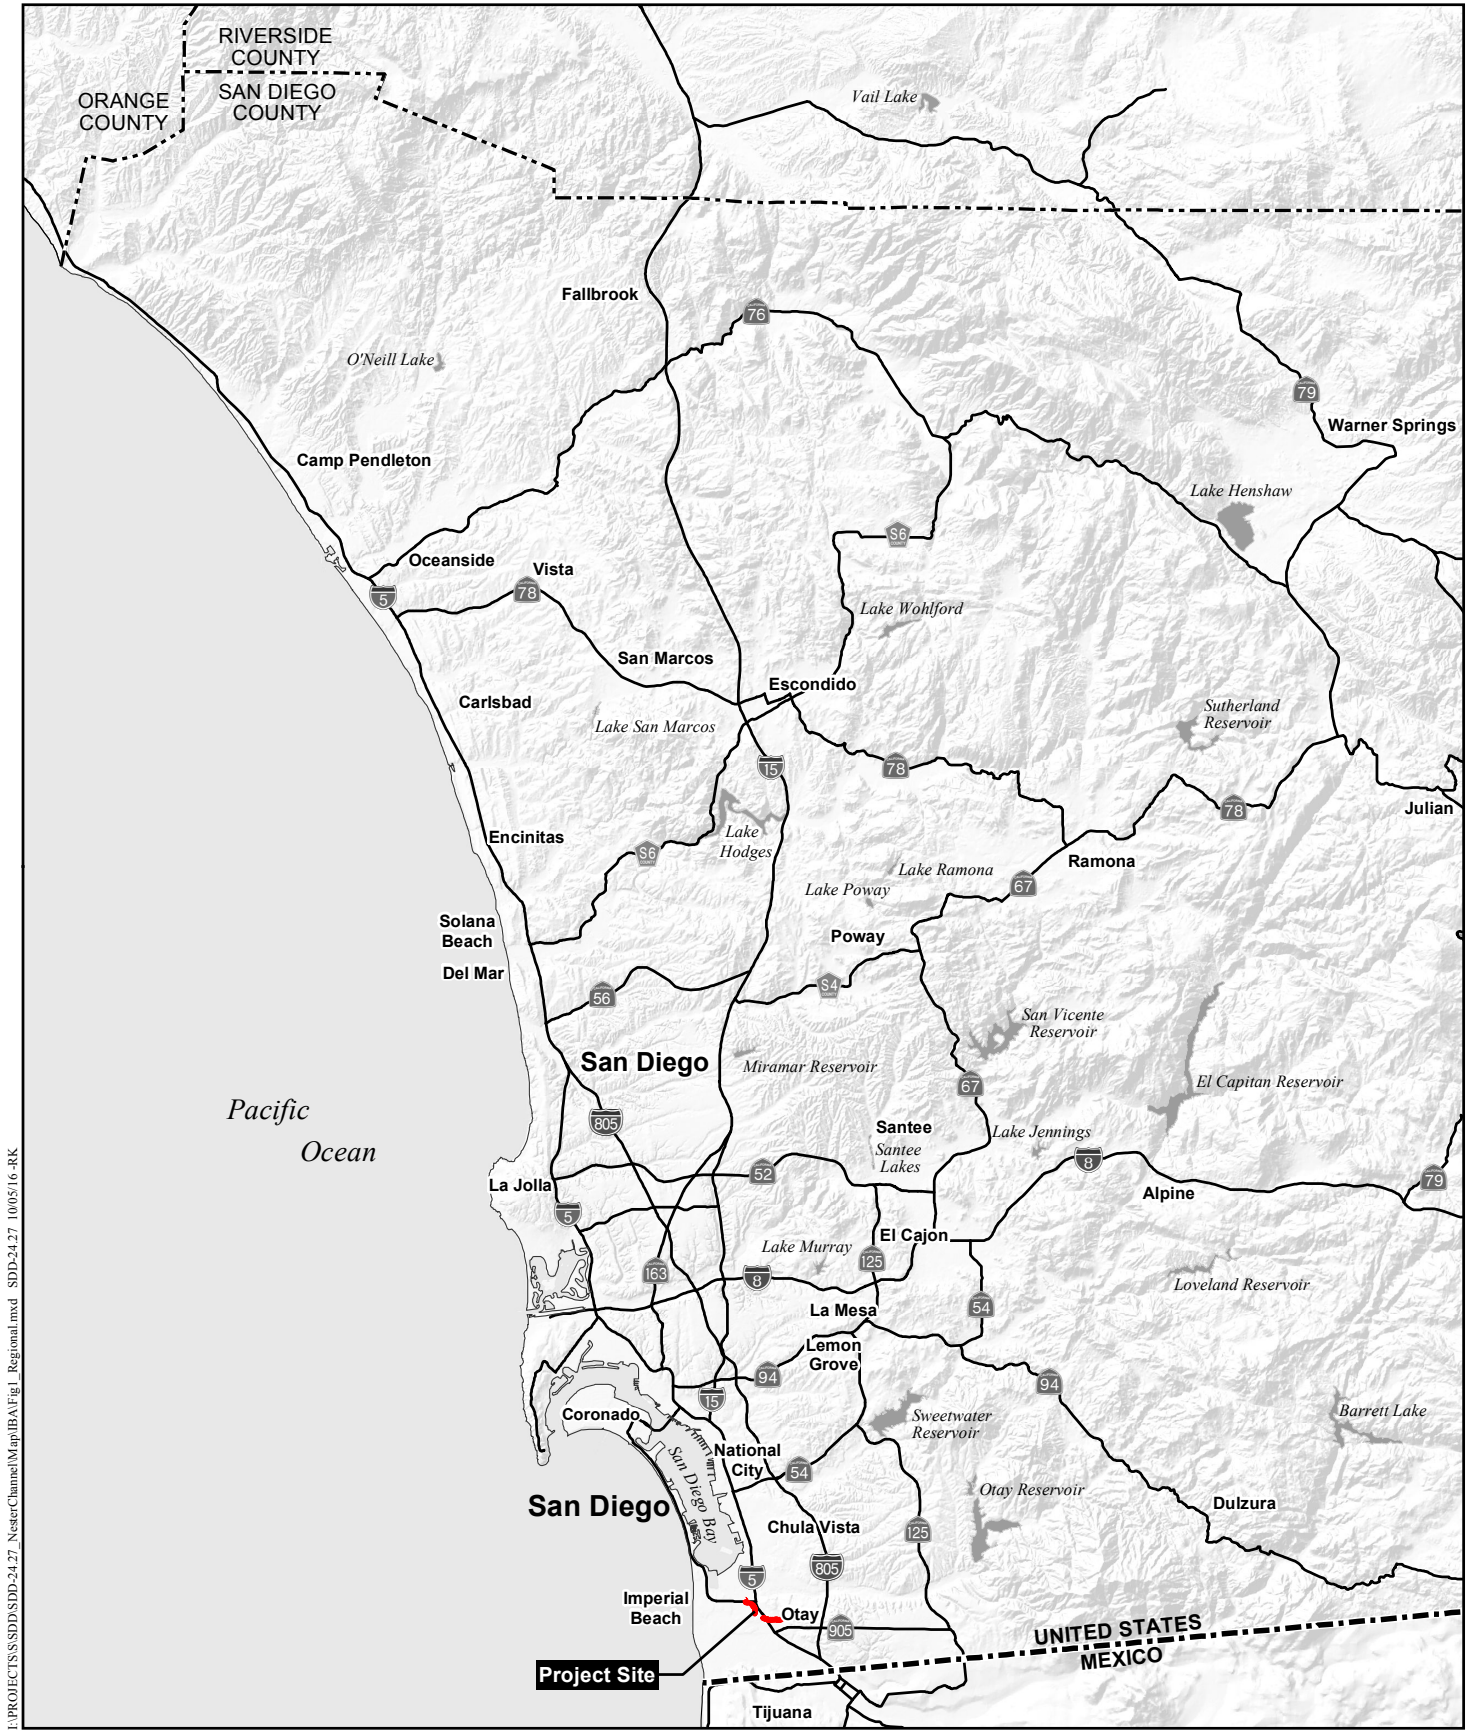 RIVERSIDE
COUNTY
ORANGE
COUNTY
SAN DIEGO
COUNTY
Vail Lake
Fallbrook
76
O'Neill Lake
79
Warner Springs
Camp Pendleton
Lake Henshaw
S6
COUNTY
Oceanside
Vista
5
78
Lake Wohlford
San Marcos
Escondido
Carlsbad
Lake San Marcos
Sutherland
Reservoir
15
78
78
Julian
Encinitas
Lake
Hodges
S6
COUNTY
Lake Ramona
Ramona
67
Lake Poway
Solana
Beach
Poway
Del Mar
56
S4
COUNTY
San Vicente
Reservoir
San Diego
Miramar Reservoir
67
El Capitan Reservoir
Pacific
Ocean
805
Santee
Santee
Lakes
Lake Jennings
8
52
79
La Jolla
Alpine
5
El Cajon
Lake Murray
125
163
8
Loveland Reservoir
La Mesa
54
Lemon
Grove
94
94
15
Coronado
Sweetwater
Reservoir
Barrett Lake
National
City
54
San Diego Bay
Otay Reservoir
San Diego
Dulzura
Chula Vista
125
805
5
Imperial
Beach
Otay
905
UNITED STATES
MEXICO
Project Site
Tijuana
I:\PROJECTS\S\SDD\SDD-24.27_NesterChannel\Map\IBA\Fig1_Regional.mxd SDD-24.27 10/05/16 -RK